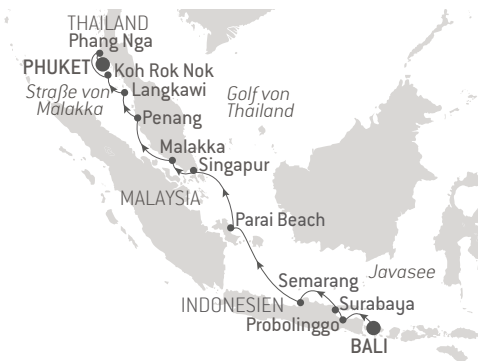 THAILAND
Phang Nga
PHUKET
Koh Rok Nok
Straße von
Malakka
Langkawi
Golf von
Thailand
Penang
Malakka
Singapur
MALAYSIA
Parai Beach
Javasee
Semarang
INDONESIEN
Surabaya
Probolinggo
BALI